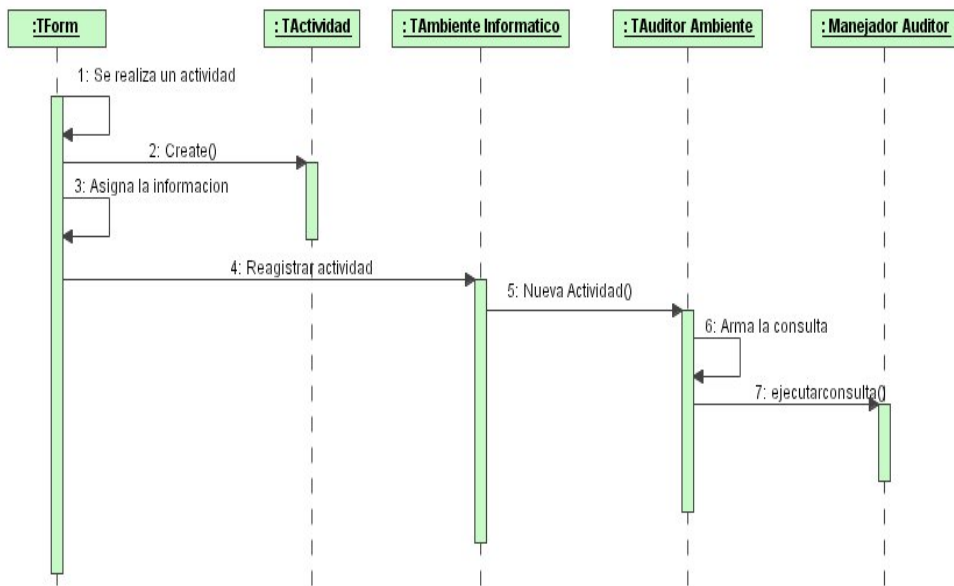 :TForm
: TActividad
: TAmbiente Informatico
: TAuditor Ambiente
: Manejador Auditor
1: Se realiza un actividad
2: Create()
3: Asigna la informacion
4: Reagistrar actividad
5: Nueva Actividad()
6: Arma la consulta
7: ejecutarconsulta()